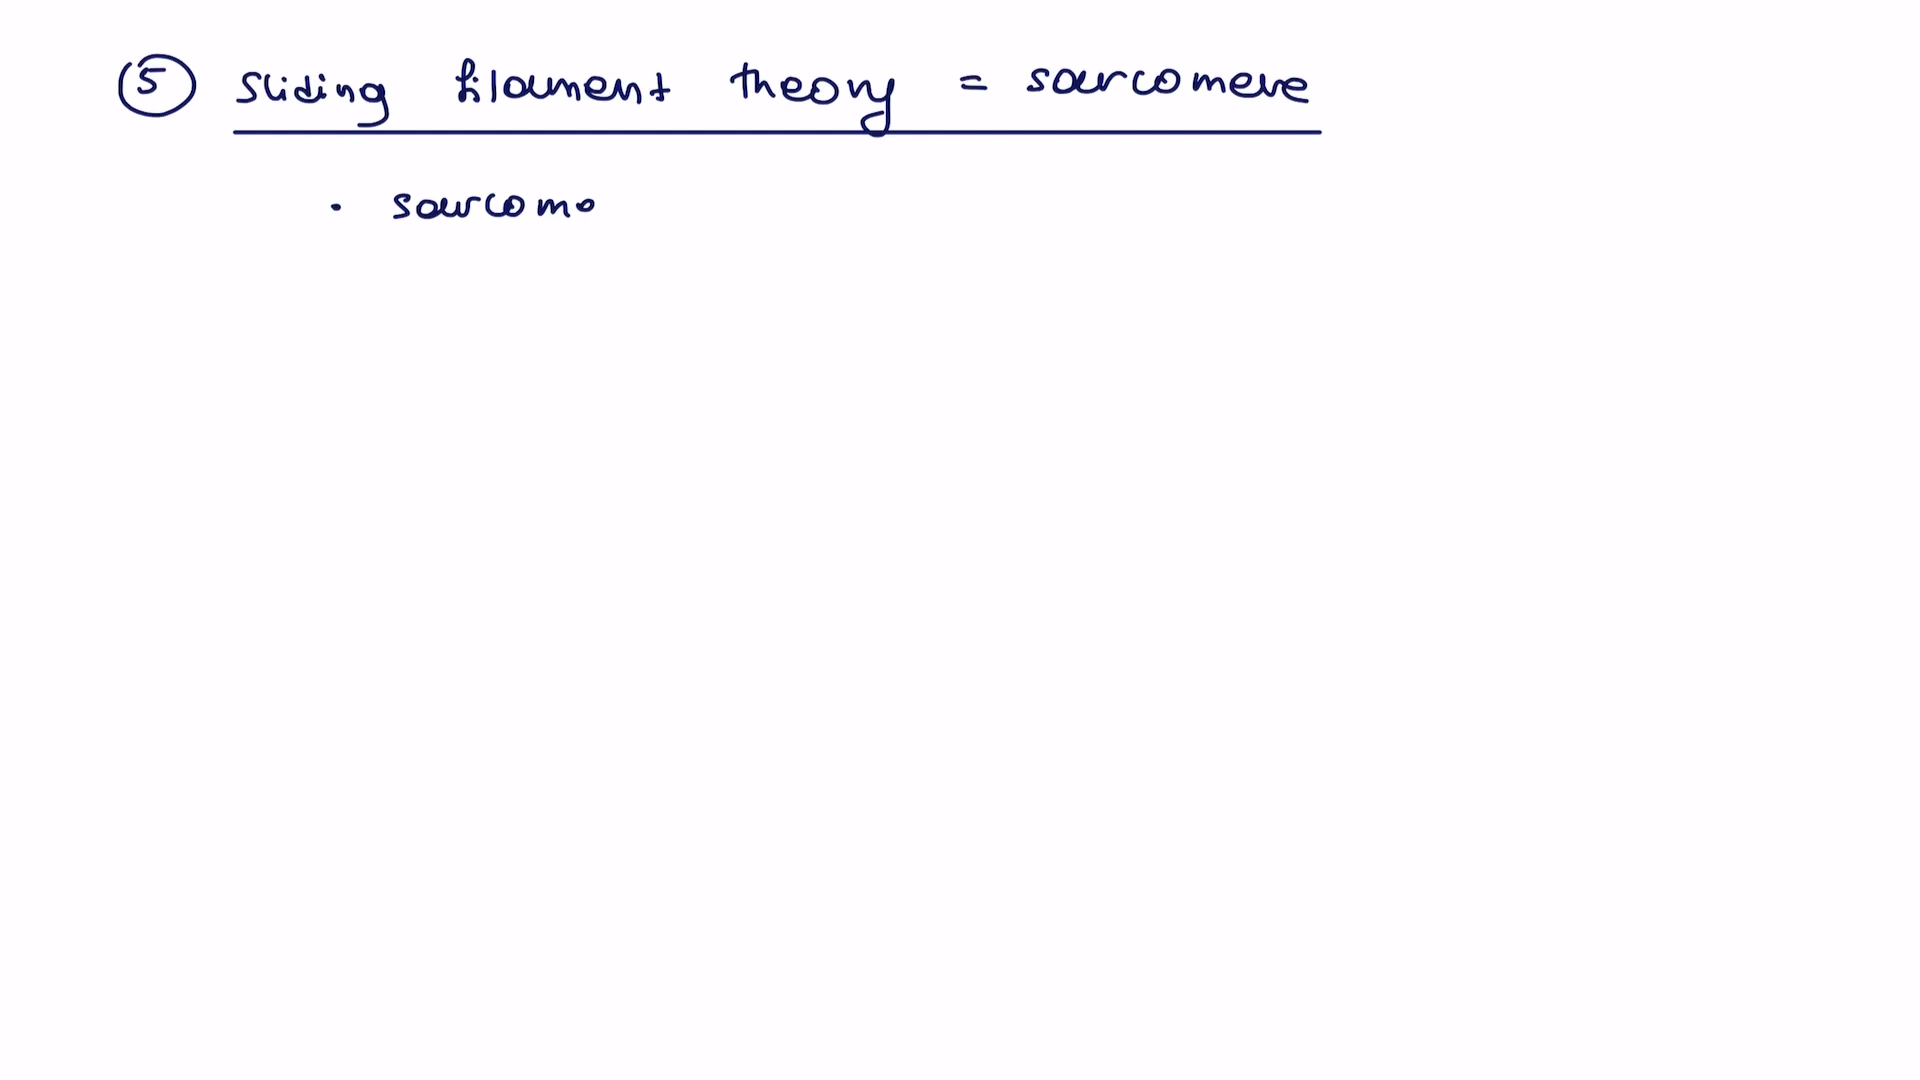 ⑤ sliding filament theory = sarcomere
• sarcomo